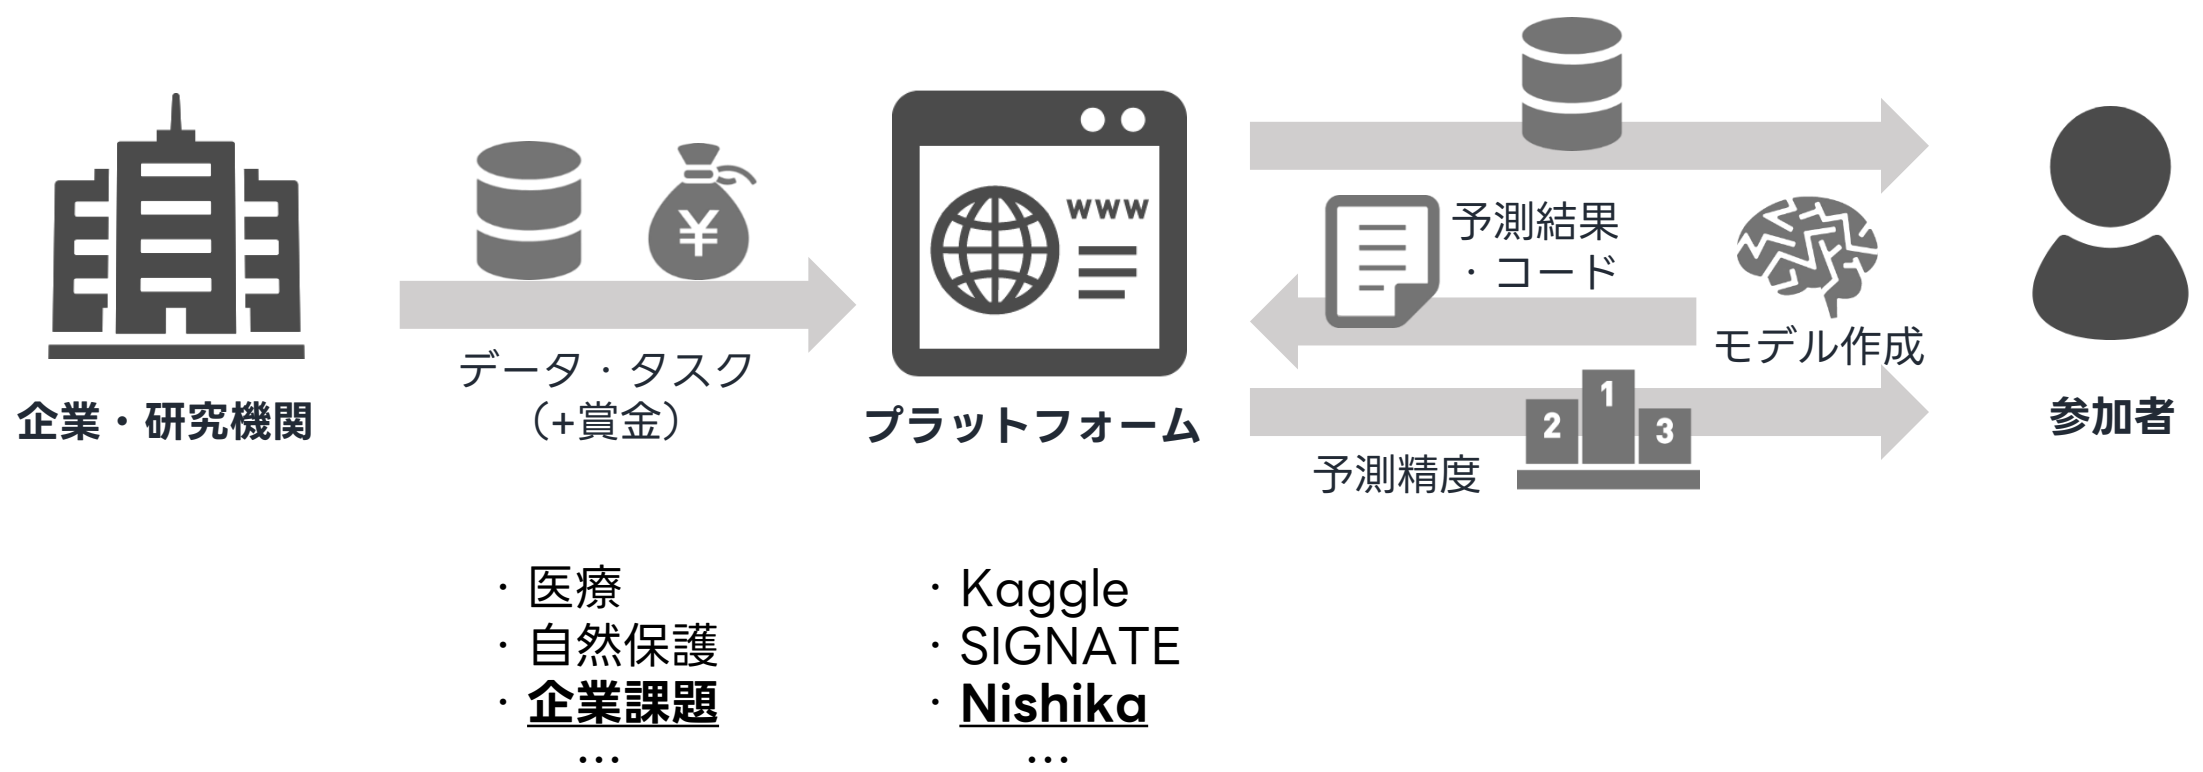 企業・研究機関
¥
データ・タスク
（+賞金）
www
プラットフォーム
予測結果
・コード
モデル作成
予測精度
1
2
3
参加者
・医療
・自然保護
・企業課題
…
・Kaggle
・SIGNATE
・Nishika
…